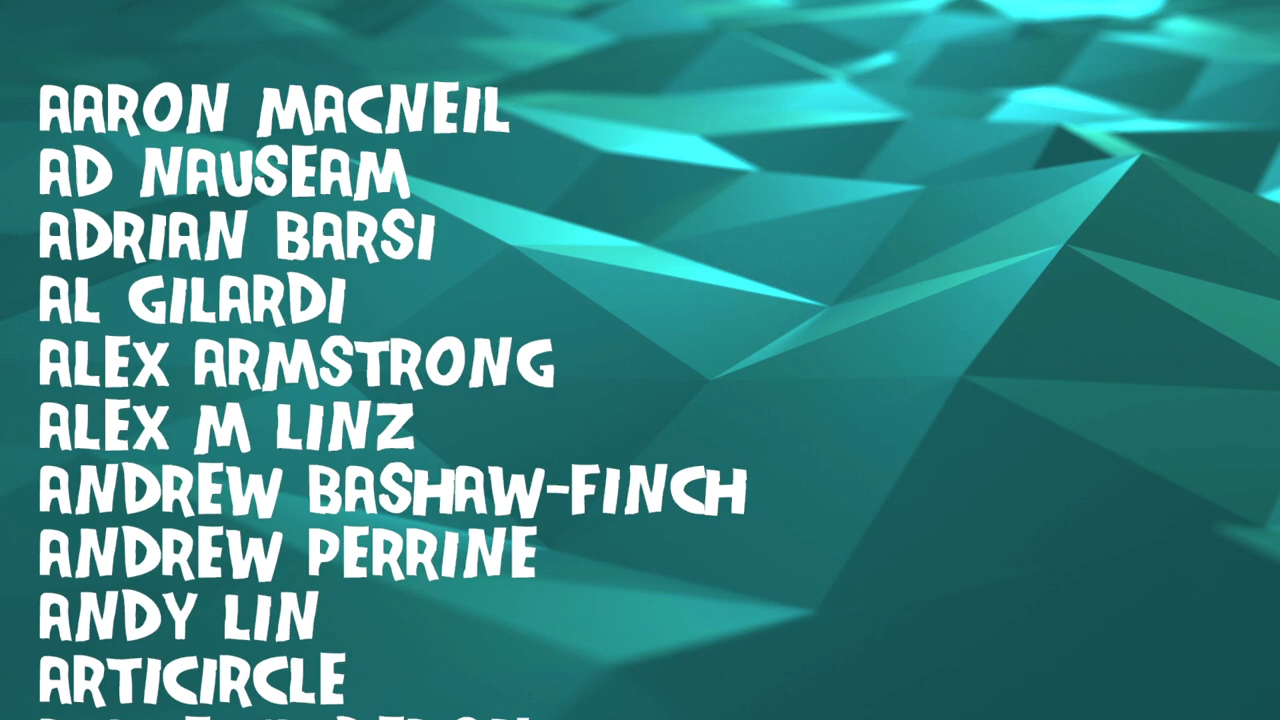 AARON MACNEIL
AD NAUSEAM
ADRIAN BARSI
AL GILARDI
ALEX ARMSTRONG
ALEX M LINZ
ANDREW BASHAW-FINCH
ANDREW PERRINE
ANDY LIN
ARTICIRCLE